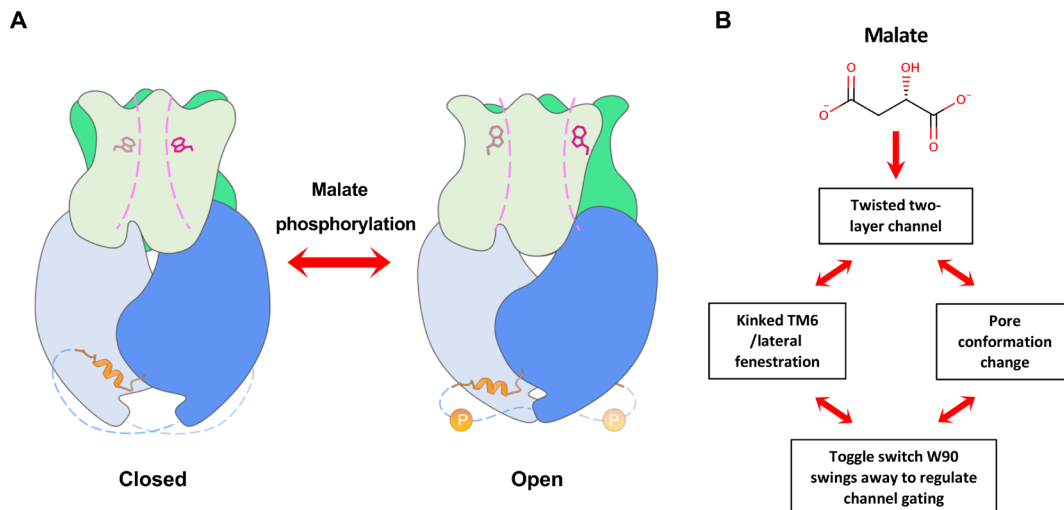 A
Malate
phosphorylation
P
P
Closed
Open
B
Malate
O
OH
O⁻
⁻O
O
Twisted two-
layer channel
Kinked TM6
/lateral
fenestration
Pore
conformation
change
Toggle switch W90
swings away to regulate
channel gating